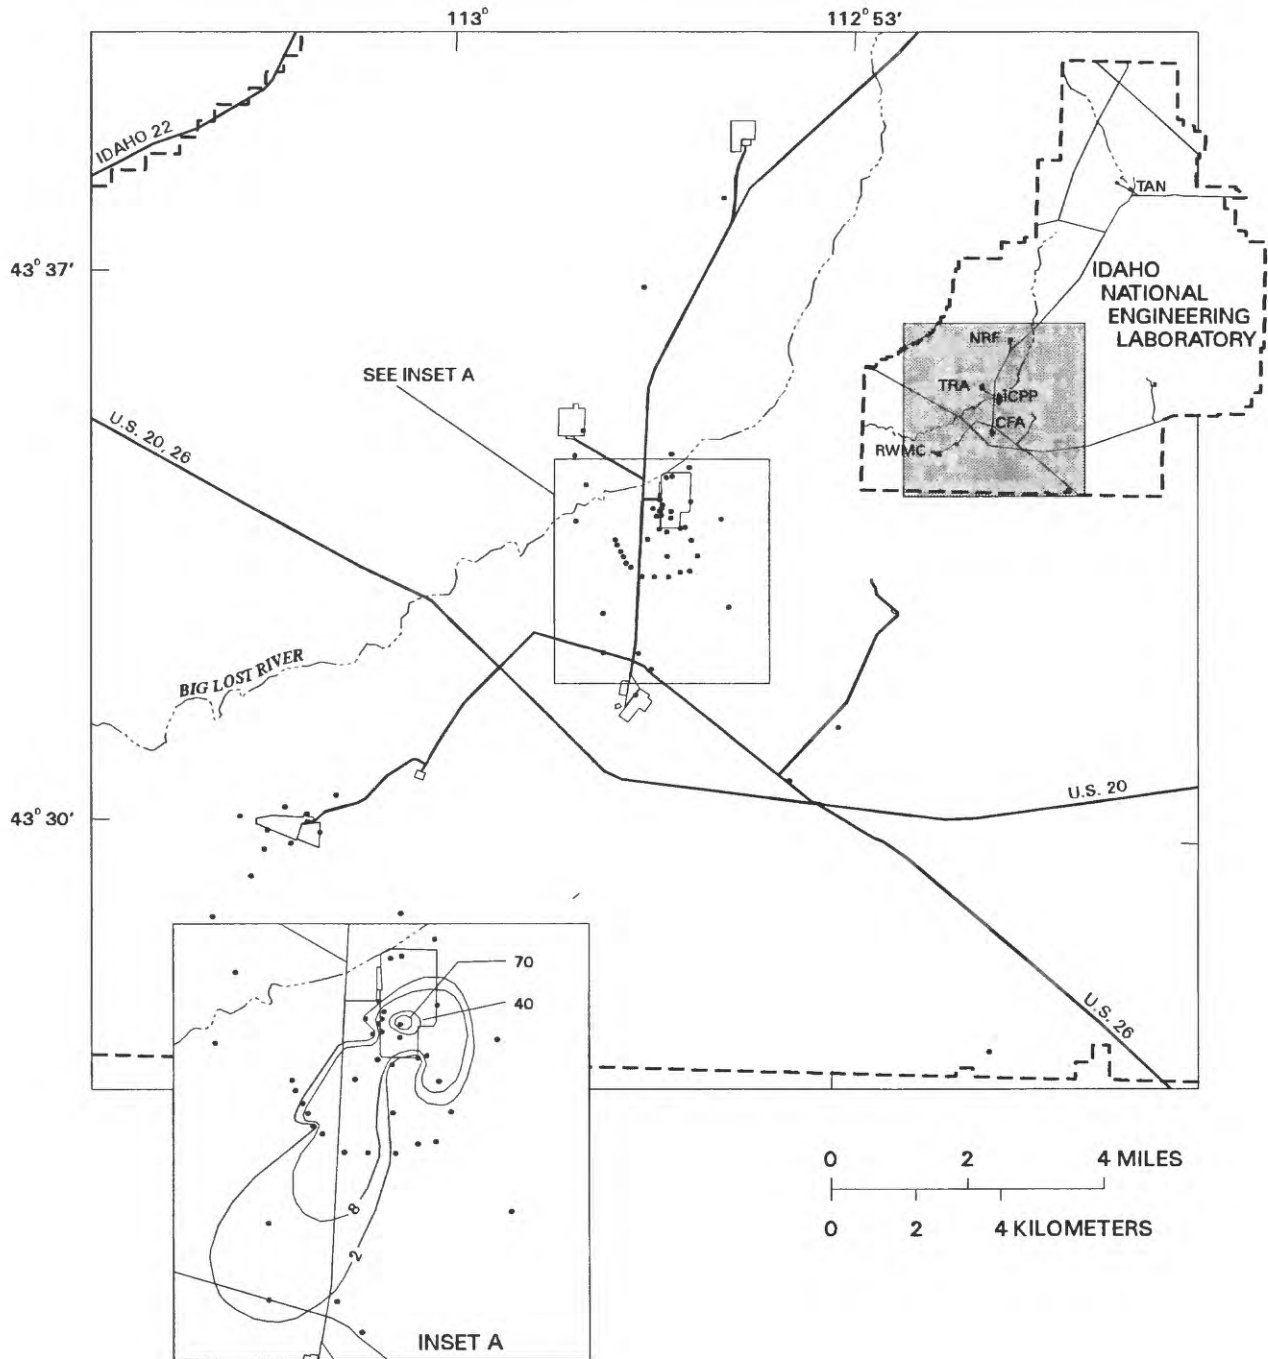 113°
112° 53'
IDAHO 22
TAN
43° 37'
IDAHO
NATIONAL
ENGINEERING
LABORATORY
NRF
SEE INSET A
TRA
ICPP
CFA
U.S. 20, 26
RWMC
BIG LOST RIVER
U.S. 20
43° 30'
70
40
U.S. 26
0 2 4 MILES
8
0 2 4 KILOMETERS
2
INSET A